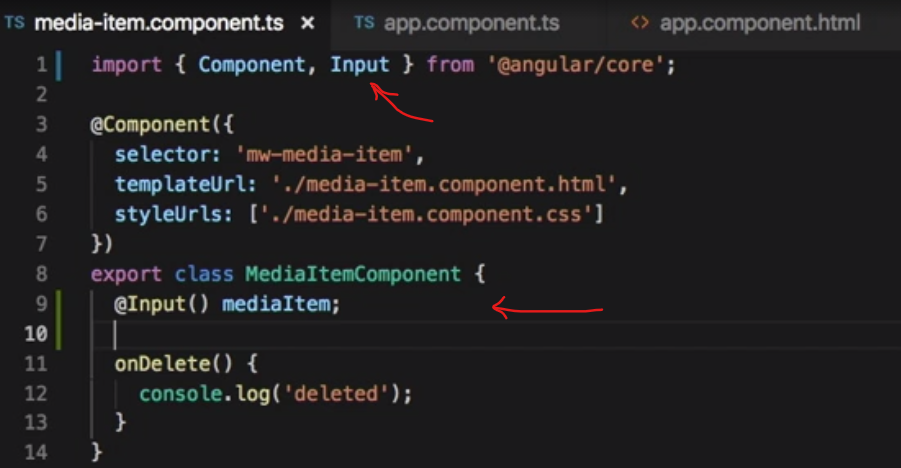 TS media-item.component.ts × TS app.component.ts <> app.component.html
1 import { Component, Input } from '@angular/core';
2
3 @Component({
4 selector: 'mw-media-item',
5 templateUrl: './media-item.component.html',
6 styleUrls: ['./media-item.component.css']
7 })
8 export class MediaItemComponent {
9 @Input() mediaItem;
10
11 onDelete() {
12 console.log('deleted');
13 }
14 }